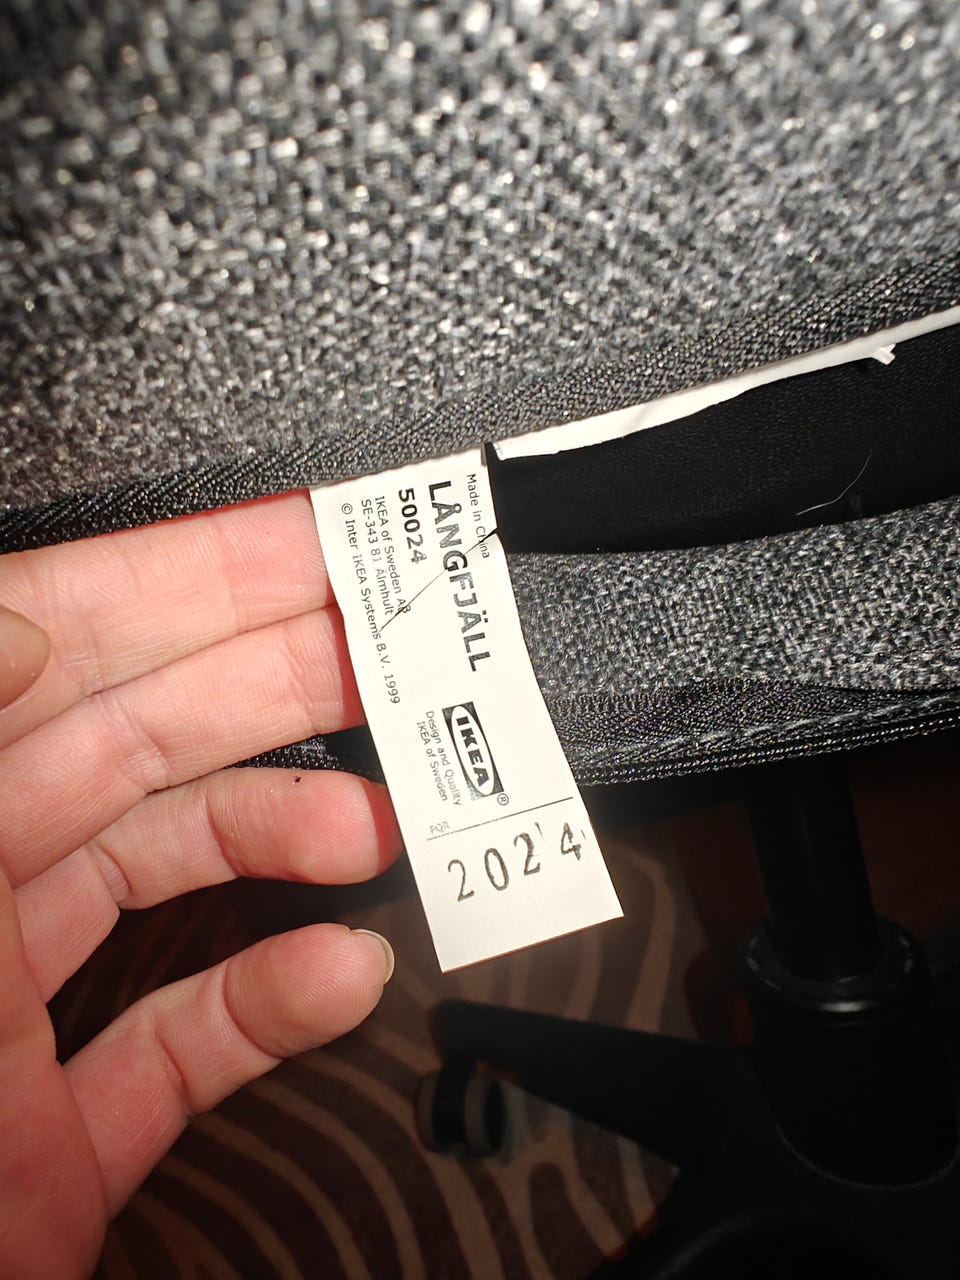 Made in China
LÅNGFJÄLL
50024
IKEA of Sweden AB
SE-343 81 Älmhult
© Inter IKEA Systems B.V. 1999
IKEA®
Design and Quality
IKEA of Sweden
2024